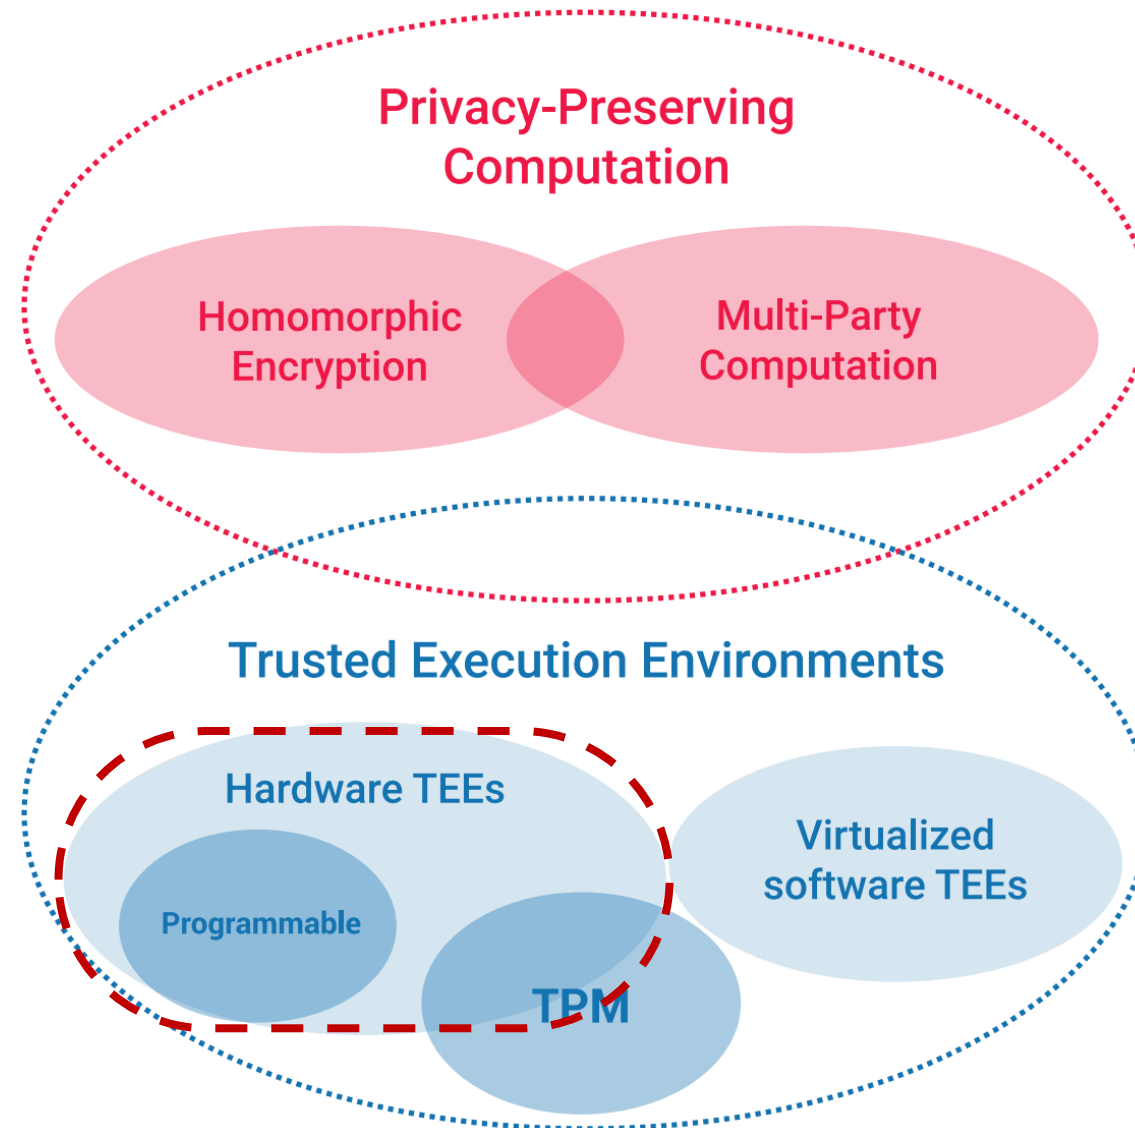 Privacy-Preserving
Computation
Homomorphic
Encryption
Multi-Party
Computation
Trusted Execution Environments
Hardware TEEs
Programmable
TPM
Virtualized
software TEEs